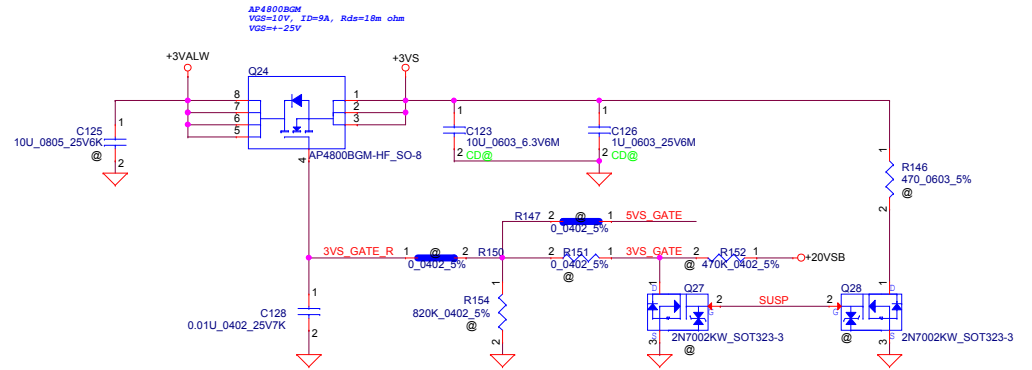 AP4800BGM
VGS=10V, ID=9A, Rds=18m ohm
VGS=+-25V
+3VALW
Q24
+3VS
8
7
6
5
1
2
3
4
AP4800BGM-HF_SO-8
1
C125
10U_0805_25V6K
@
2
1
C123
10U_0603_6.3V6M
2
CD@
1
C126
1U_0603_25V6M
2
CD@
1
R146
470_0603_5%
@
2
R147
2
@
1
5VS_GATE
0_0402_5%
3VS_GATE_R
1
@
2
R150
0_0402_5%
2
R151
1
0_0402_5%
@
3VS_GATE
2
R152
1
@
470K_0402_5%
+20VSB
1
C128
0.01U_0402_25V7K
2
1
R154
820K_0402_5%
@
2
1
D
Q27
2
G
S
3
@
2N7002KW_SOT323-3
SUSP
Q28
1
D
2
G
S
3
@
2N7002KW_SOT323-3